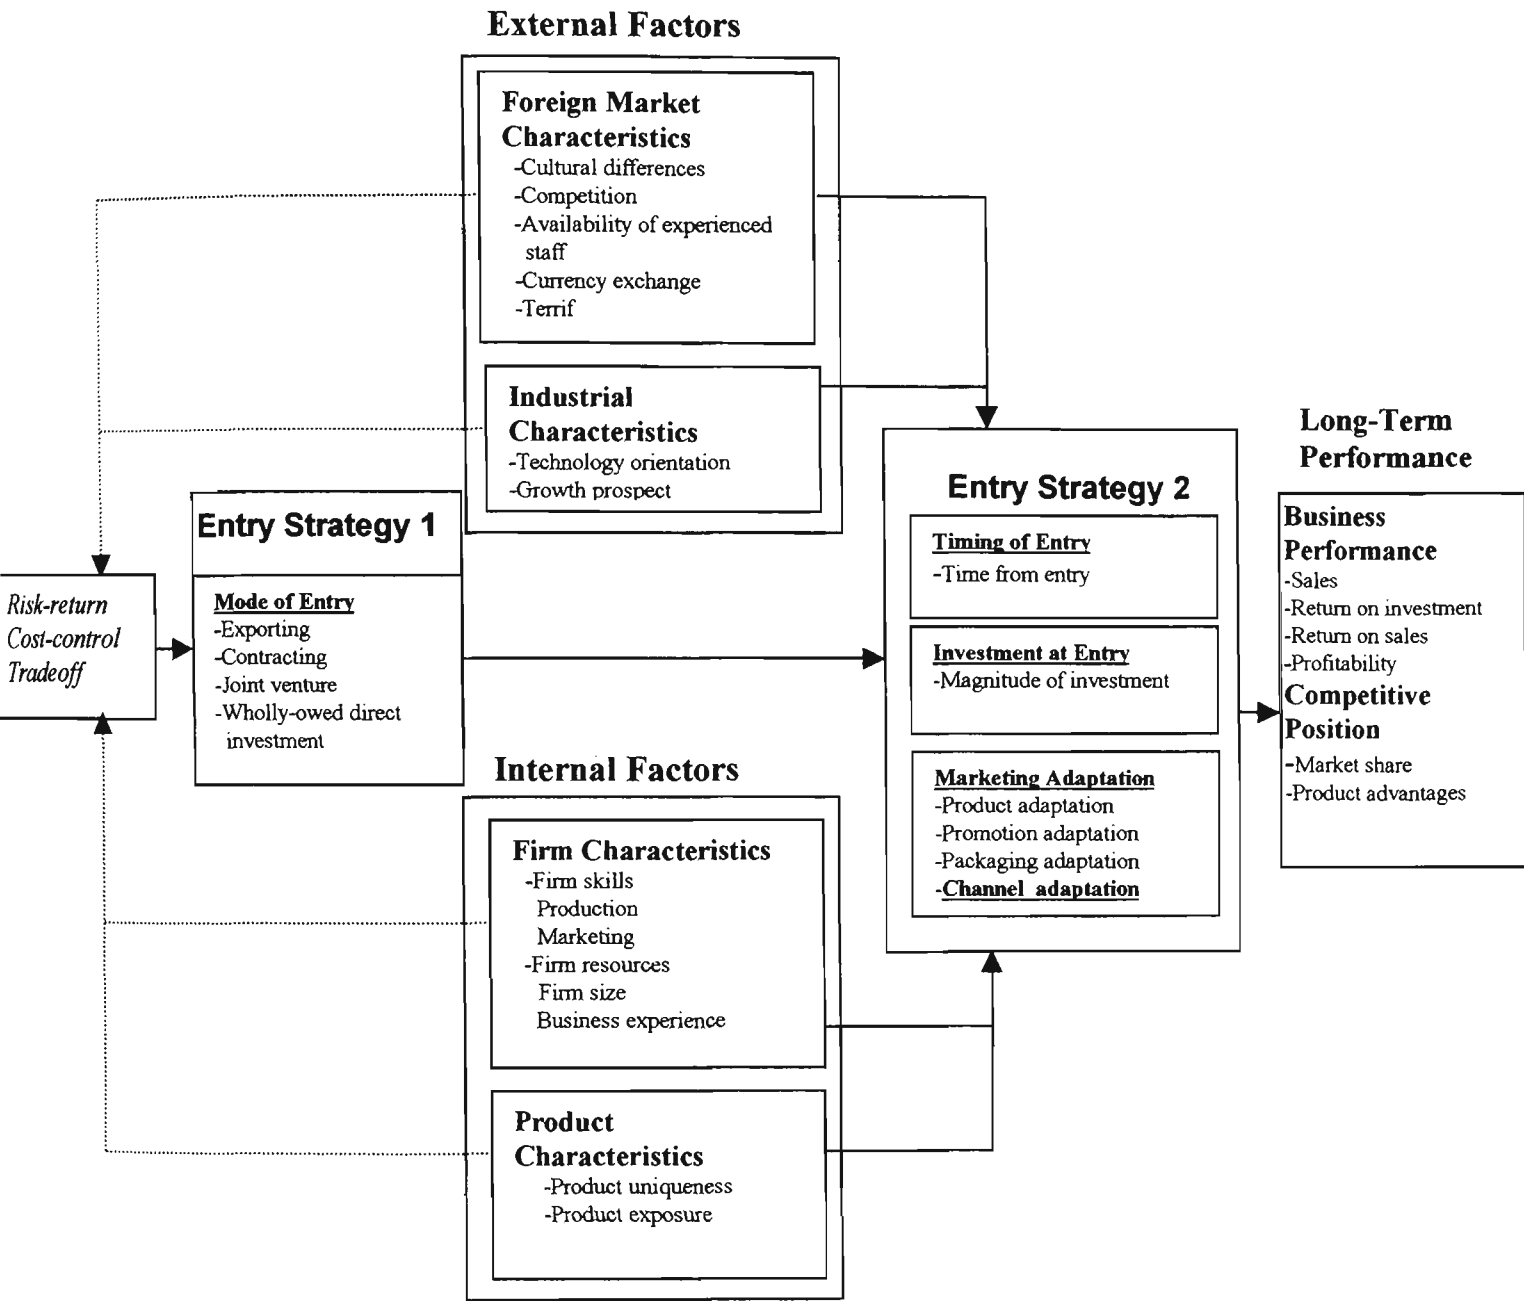 External Factors
Foreign Market
Characteristics
-Cultural differences
-Competition
-Availability of experienced
staff
-Currency exchange
-Terrif
Industrial
Characteristics
-Technology orientation
-Growth prospect
Entry Strategy 1
Mode of Entry
-Exporting
-Contracting
-Joint venture
-Wholly-owed direct
investment
Risk-return
Cost-control
Tradeoff
Internal Factors
Firm Characteristics
-Firm skills
Production
Marketing
-Firm resources
Firm size
Business experience
Product
Characteristics
-Product uniqueness
-Product exposure
Entry Strategy 2
Timing of Entry
-Time from entry
Investment at Entry
-Magnitude of investment
Marketing Adaptation
-Product adaptation
-Promotion adaptation
-Packaging adaptation
-Channel adaptation
Long-Term
Performance
Business
Performance
-Sales
-Return on investment
-Return on sales
-Profitability
Competitive
Position
-Market share
-Product advantages